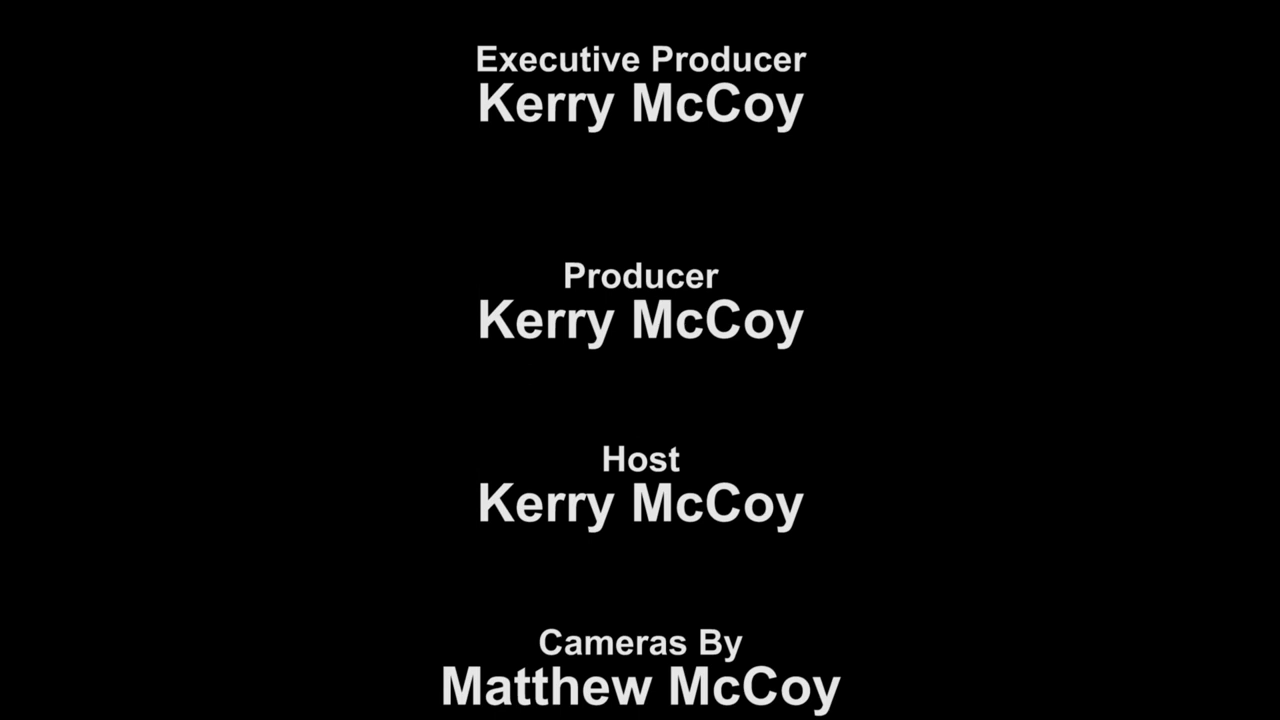 Executive Producer
Kerry McCoy
Producer
Kerry McCoy
Host
Kerry McCoy
Cameras By
Matthew McCoy